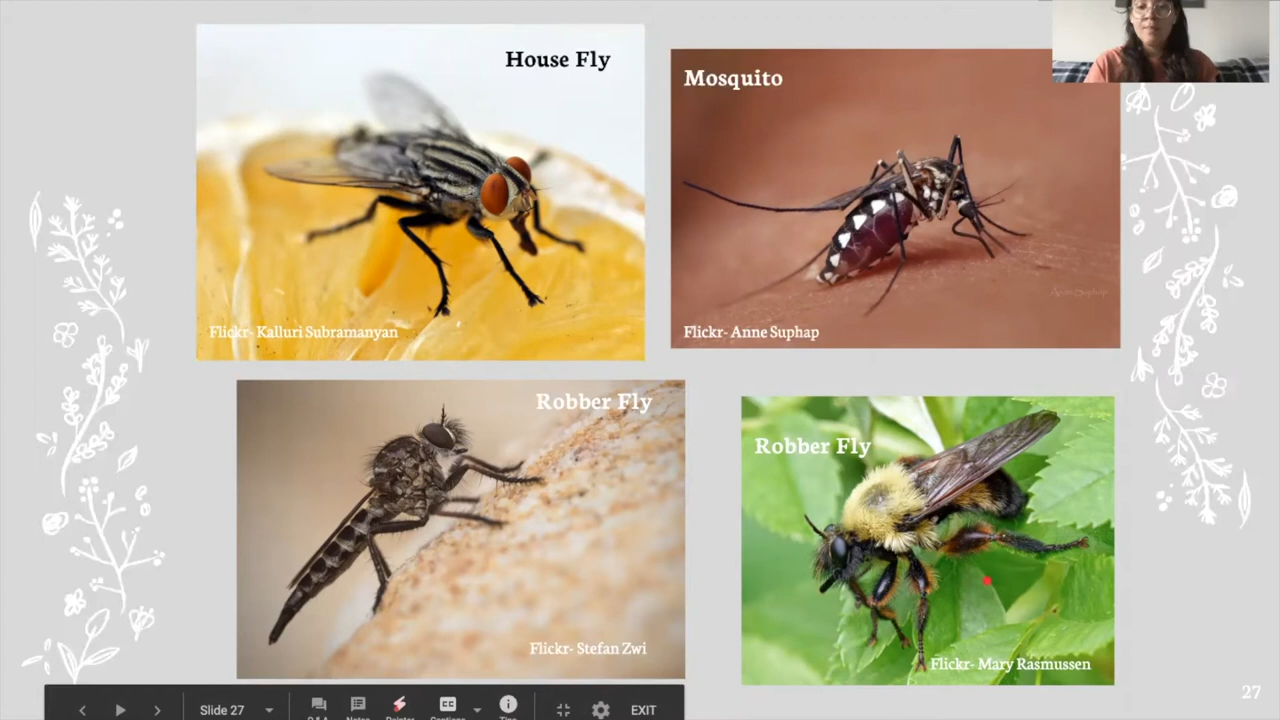 House Fly
Mosquito
Flickr- Kalluri Subramanyan
Flickr- Anne Suphap
Robber Fly
Robber Fly
Flickr- Stefan Zwi
Flickr- Mary Rasmussen
27
Slide 27
EXIT